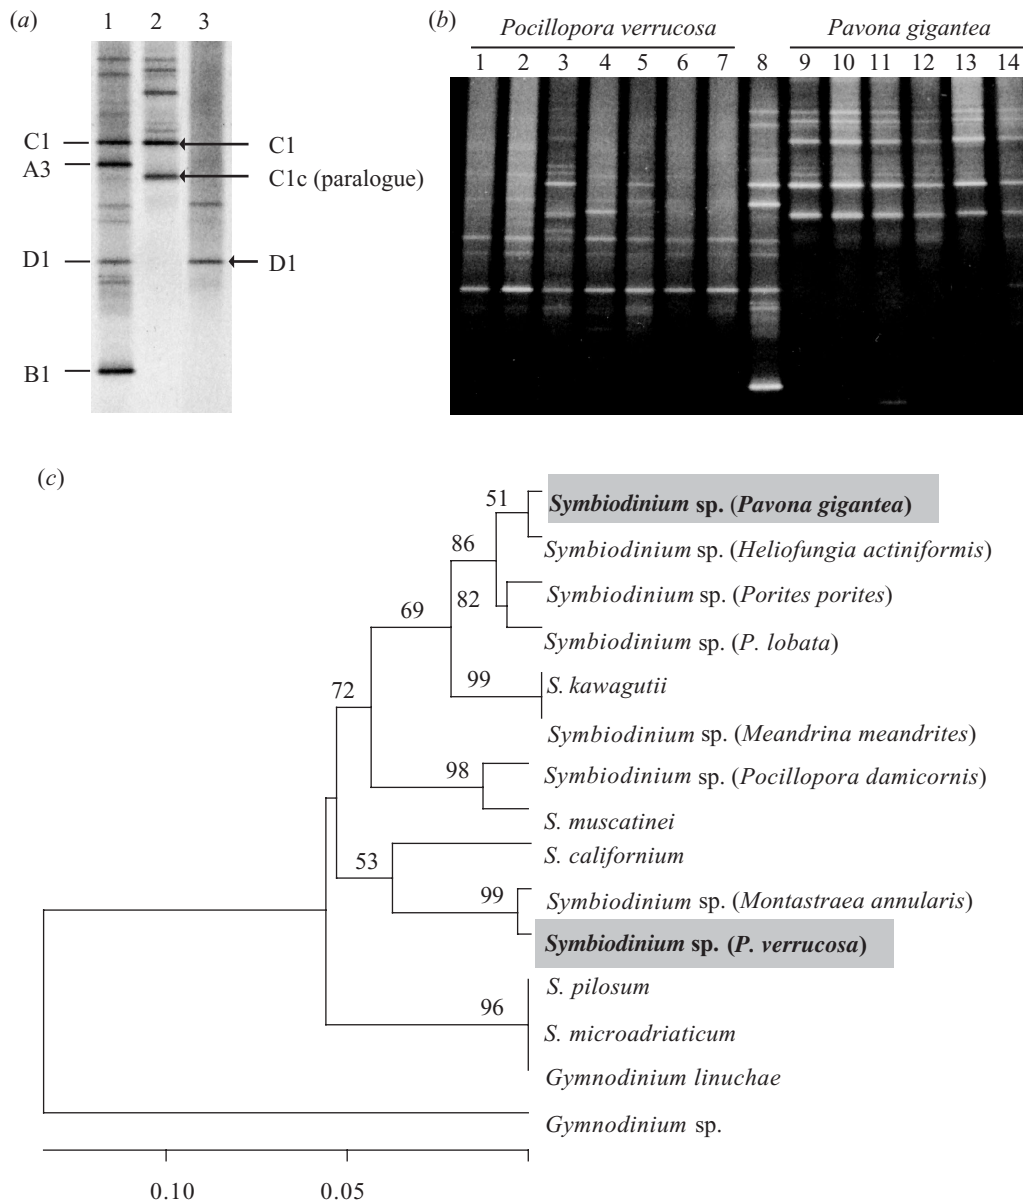 (a)
1 2 3
C1
A3
D1
B1
C1
C1c (paralogue)
D1
(b)
Pocillopora verrucosa Pavona gigantea
1 2 3 4 5 6 7 8 9 10 11 12 13 14
(c)
51
Symbiodinium sp. (Pavona gigantea)
86
Symbiodinium sp. (Heliofungia actiniformis)
82
Symbiodinium sp. (Porites porites)
69
Symbiodinium sp. (P. lobata)
99
S. kawagutii
72
Symbiodinium sp. (Meandrina meandrites)
98
Symbiodinium sp. (Pocillopora damicornis)
S. muscatinei
53
S. californium
99
Symbiodinium sp. (Montastraea annularis)
Symbiodinium sp. (P. verrucosa)
S. pilosum
96
S. microadriaticum
Gymnodinium linuchae
Gymnodinium sp.
0.10 0.05